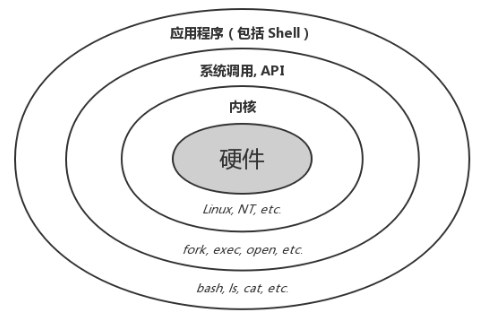 应用程序（包括 Shell）
系统调用, API
内核
硬件
Linux, NT, etc.
fork, exec, open, etc.
bash, ls, cat, etc.